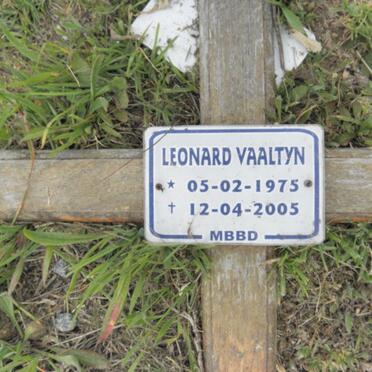 LEONARD VAALTYN
* 05-02-1975
† 12-04-2005
MBBD